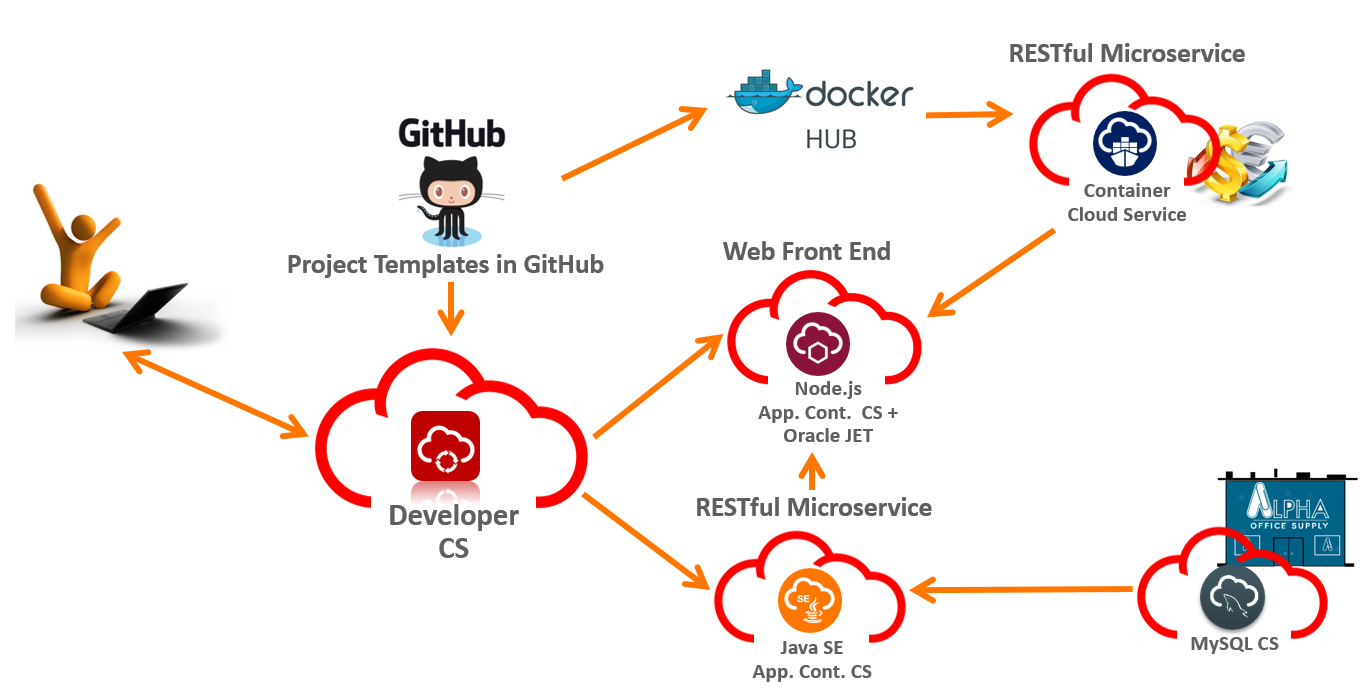 RESTful Microservice
docker
HUB
GitHub
Container
Cloud Service
Project Templates in GitHub
Web Front End
Node.js
App. Cont.  CS +
Oracle JET
Developer
CS
RESTful Microservice
SE
Java SE
App. Cont. CS
ALPHA
OFFICE SUPPLY
A
A
MySQL CS